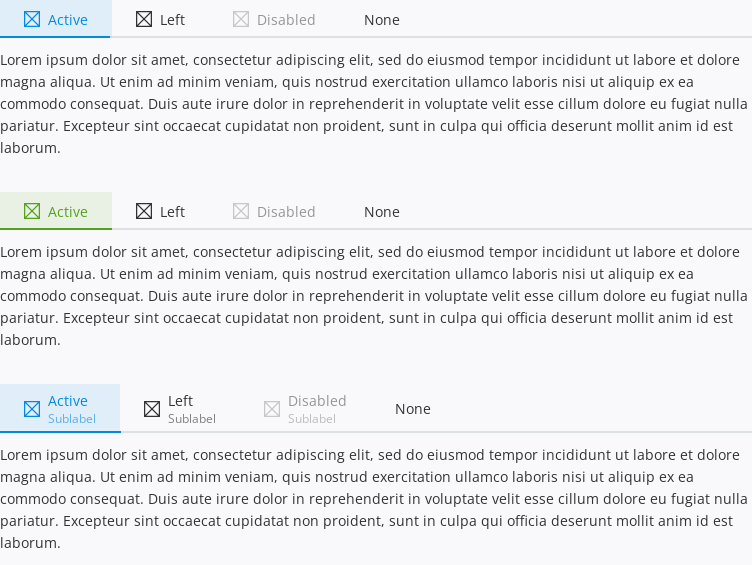 Active Left Disabled None
Lorem ipsum dolor sit amet, consectetur adipiscing elit, sed do eiusmod tempor incididunt ut labore et dolore
magna aliqua. Ut enim ad minim veniam, quis nostrud exercitation ullamco laboris nisi ut aliquip ex ea
commodo consequat. Duis aute irure dolor in reprehenderit in voluptate velit esse cillum dolore eu fugiat nulla
pariatur. Excepteur sint occaecat cupidatat non proident, sunt in culpa qui officia deserunt mollit anim id est
laborum.
Active Left Disabled None
Lorem ipsum dolor sit amet, consectetur adipiscing elit, sed do eiusmod tempor incididunt ut labore et dolore
magna aliqua. Ut enim ad minim veniam, quis nostrud exercitation ullamco laboris nisi ut aliquip ex ea
commodo consequat. Duis aute irure dolor in reprehenderit in voluptate velit esse cillum dolore eu fugiat nulla
pariatur. Excepteur sint occaecat cupidatat non proident, sunt in culpa qui officia deserunt mollit anim id est
laborum.
Active Left Disabled None
Sublabel Sublabel Sublabel
Lorem ipsum dolor sit amet, consectetur adipiscing elit, sed do eiusmod tempor incididunt ut labore et dolore
magna aliqua. Ut enim ad minim veniam, quis nostrud exercitation ullamco laboris nisi ut aliquip ex ea
commodo consequat. Duis aute irure dolor in reprehenderit in voluptate velit esse cillum dolore eu fugiat nulla
pariatur. Excepteur sint occaecat cupidatat non proident, sunt in culpa qui officia deserunt mollit anim id est
laborum.